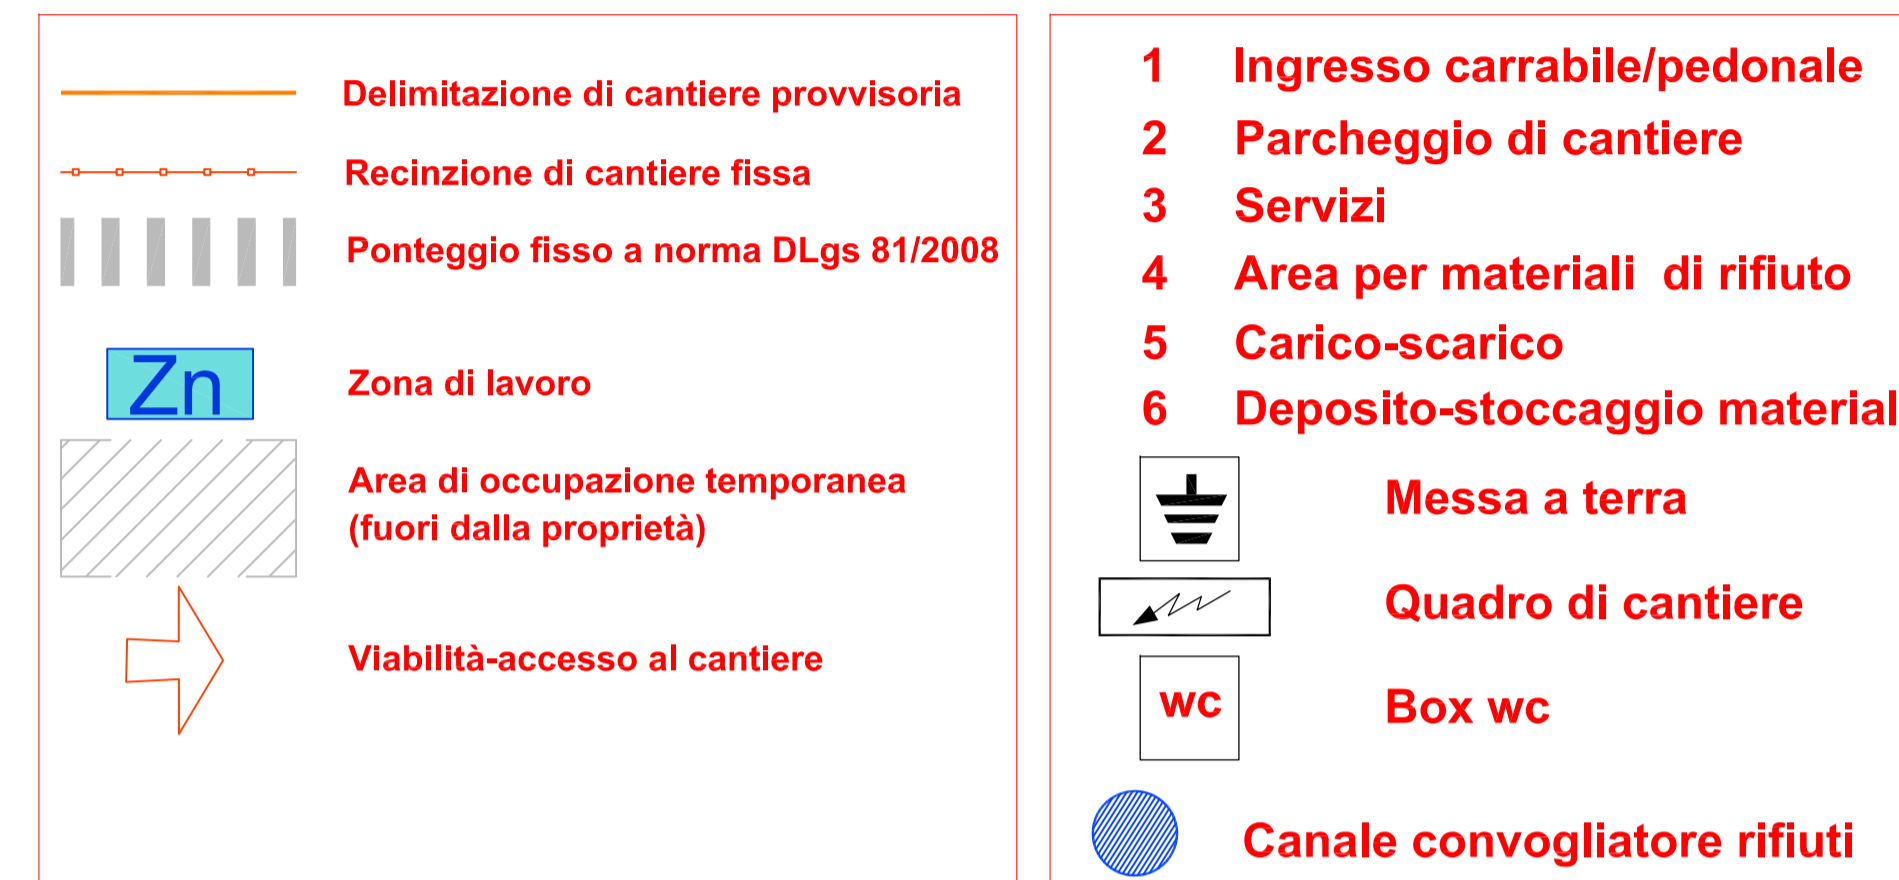 Delimitazione di cantiere provvisoria
Recinzione di cantiere fissa
Ponteggio fisso a norma DLgs 81/2008
Zn
Zona di lavoro
Area di occupazione temporanea
(fuori dalla proprietà)
Viabilità-accesso al cantiere
1 Ingresso carrabile/pedonale
2 Parcheggio di cantiere
3 Servizi
4 Area per materiali di rifiuto
5 Carico-scarico
6 Deposito-stoccaggio material
Messa a terra
Quadro di cantiere
wc
Box wc
Canale convogliatore rifiuti